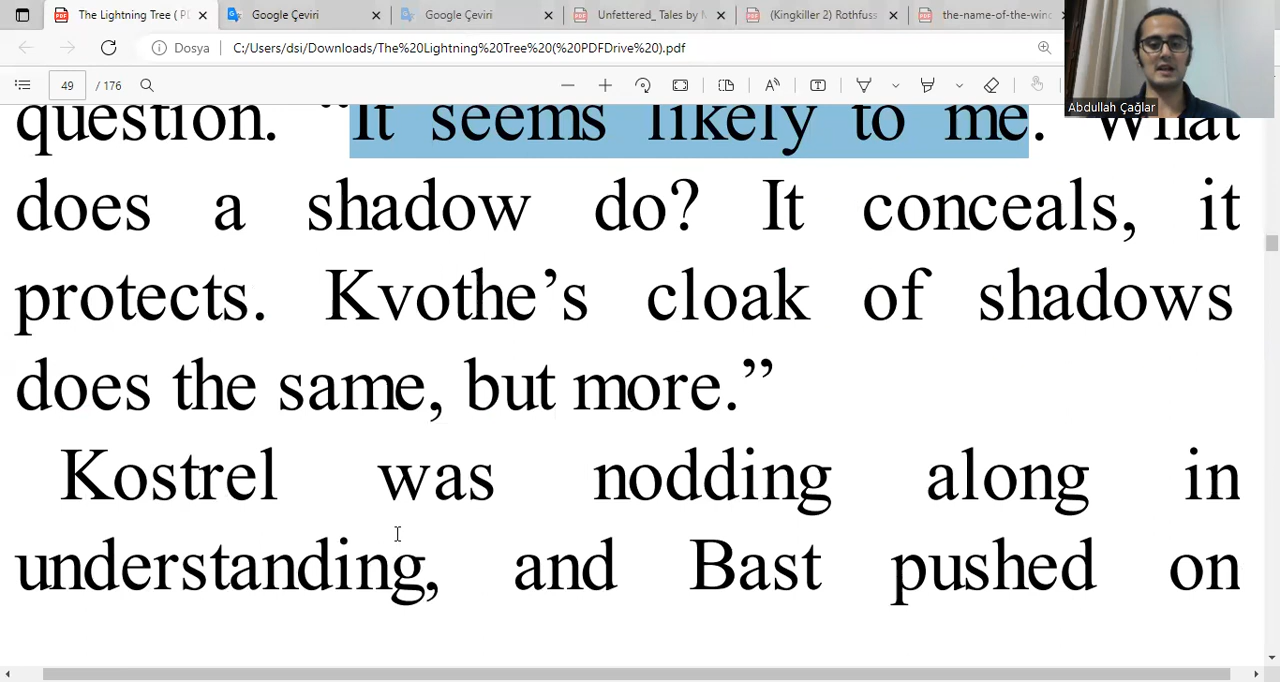 The Lightning Tree ( P
Google Çeviri
Google Çeviri
Unfettered_ Tales by
(Kingkiller 2) Rothfuss
the-name-of-the-wind
Dosya
C:/Users/dsi/Downloads/The%20Lightning%20Tree%20(%20PDFDrive%20).pdf
49 / 176
Abdullah Çağlar
question. “It seems likely to me. What
does a shadow do? It conceals, it
protects. Kvothe’s cloak of shadows
does the same, but more.”
Kostrel was nodding along in
understanding, and Bast pushed on